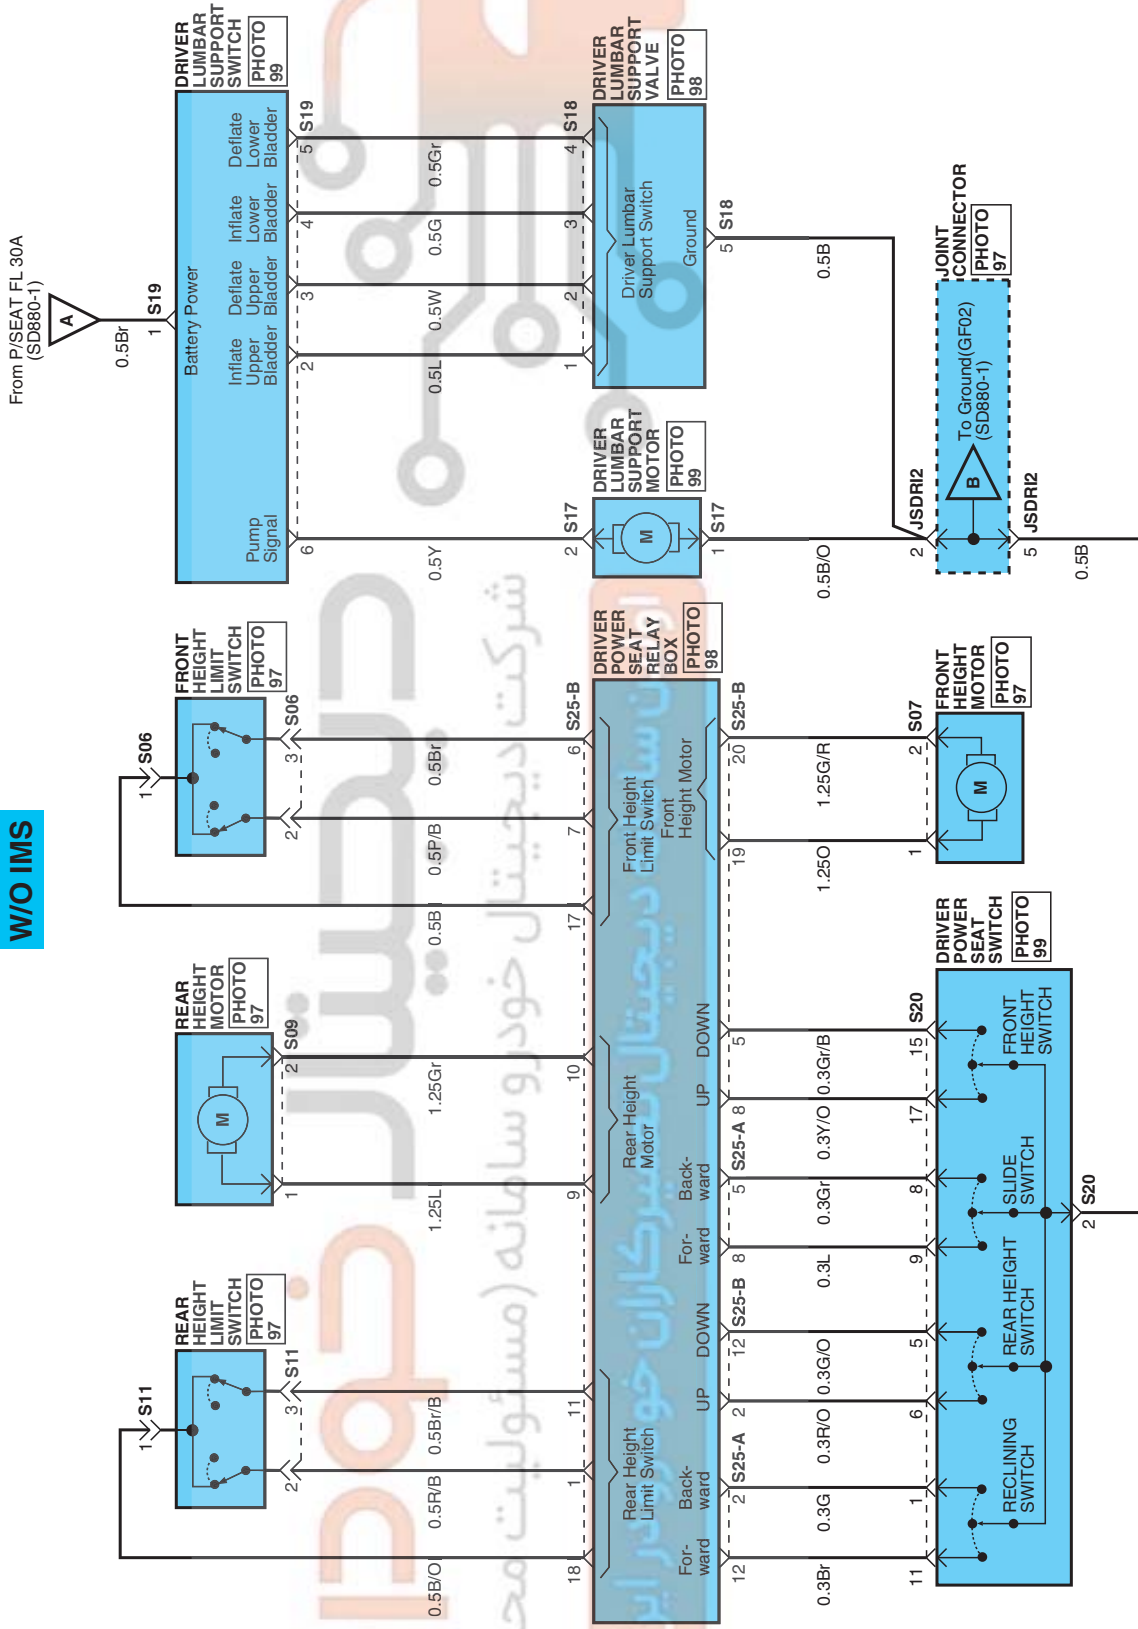 W/O IMS
From P/SEAT FL 30A
(SD880-1)
A
0.5Br
1 S19
DRIVER
LUMBAR
SUPPORT
SWITCH
PHOTO
99
Battery Power
Pump
Signal
Inflate
Upper
Bladder
Deflate
Upper
Bladder
Inflate
Lower
Bladder
Deflate
Lower
Bladder
6
2
3
4
5
S19
0.5Y
0.5L
0.5W
0.5G
0.5Gr
2 S17
1
2
3
4
S18
DRIVER
LUMBAR
SUPPORT
MOTOR
PHOTO
99
M
1
S17
0.5B/O
DRIVER
LUMBAR
SUPPORT
VALVE
PHOTO
98
Driver Lumbar
Support Switch
Ground
5
S18
0.5B
2 JSDRI2
JOINT
CONNECTOR
PHOTO
97
B
To Ground(GF02)
(SD880-1)
5
JSDRI2
0.5B
1 S11
REAR
HEIGHT
LIMIT
SWITCH
PHOTO
97
2
3
S11
0.5B/O
0.5R/B
0.5Br/B
REAR
HEIGHT
MOTOR
PHOTO
97
M
1
2
S09
1.25L
1.25Gr
1 S06
FRONT
HEIGHT
LIMIT
SWITCH
PHOTO
97
2
3
S06
0.5B
0.5P/B
0.5Br
18
1
11
9
10
17
7
6
S25-B
DRIVER
POWER
SEAT
RELAY
BOX
PHOTO
98
Rear Height
Limit Switch
Rear Height
Motor
Front Height
Limit Switch
Front
Height Motor
For-
ward
Back-
ward
UP
DOWN
For-
ward
Back-
ward
UP
DOWN
12
2
S25-A
2
12
S25-B
8
5
S25-A
8
5
19
20
S25-B
0.3Br
0.3G
0.3R/O
0.3G/O
0.3L
0.3Gr
0.3Y/O
0.3Gr/B
1.25O
1.25G/R
11
1
6
5
9
8
17
15
S20
DRIVER
POWER
SEAT
SWITCH
PHOTO
99
RECLINING
SWITCH
REAR HEIGHT
SWITCH
SLIDE
SWITCH
FRONT
HEIGHT
SWITCH
2
S20
1
2
S07
FRONT
HEIGHT
MOTOR
PHOTO
97
M
شرکت دیجیتال خودرو سامانه (مسئولیت مح